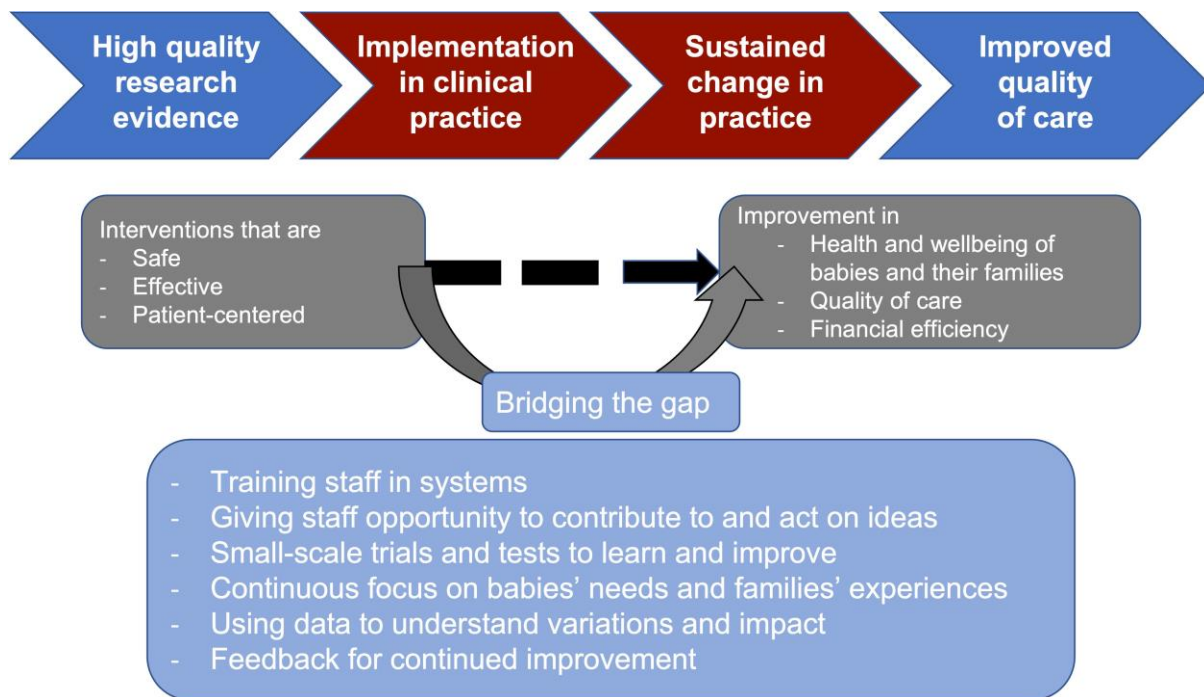 High quality
research
evidence
Implementation
in clinical
practice
Sustained
change in
practice
Improved
quality
of care
Interventions that are
- Safe
- Effective
- Patient-centered
Improvement in
- Health and wellbeing of
babies and their families
- Quality of care
- Financial efficiency
Bridging the gap
- Training staff in systems
- Giving staff opportunity to contribute to and act on ideas
- Small-scale trials and tests to learn and improve
- Continuous focus on babies’ needs and families’ experiences
- Using data to understand variations and impact
- Feedback for continued improvement